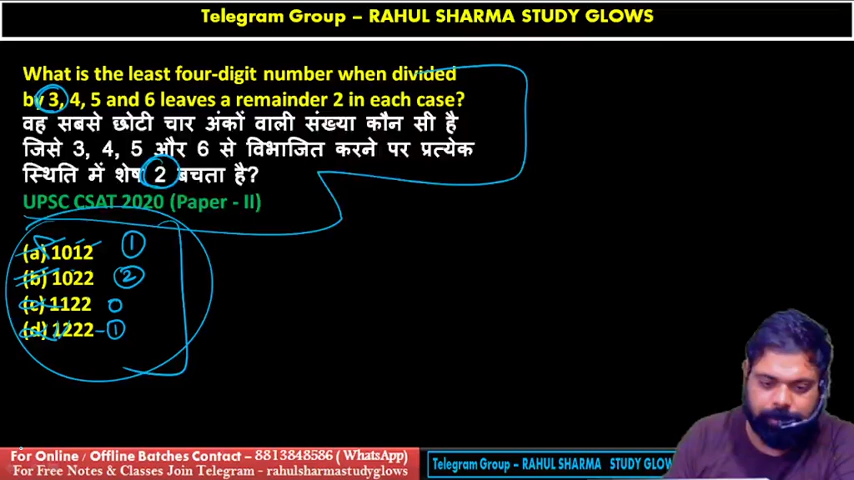 Telegram Group – RAHUL SHARMA STUDY GLOWS
What is the least four-digit number when divided
by 3, 4, 5 and 6 leaves a remainder 2 in each case?
वह सबसे छोटी चार अंकों वाली संख्या कौन सी है
जिसे 3, 4, 5 और 6 से विभाजित करने पर प्रत्येक
स्थिति में शेष 2 बचता है?
UPSC CSAT 2020 (Paper - II)
(a) 1012 1
(b) 1022 2
(c) 1122 0
(d) 1222 1
For Online / Offline Batches Contact – 8813848586 ( WhatsApp)
For Free Notes & Classes Join Telegram - rahulsharmastudyglows
Telegram Group – RAHUL SHARMA STUDY GLOW